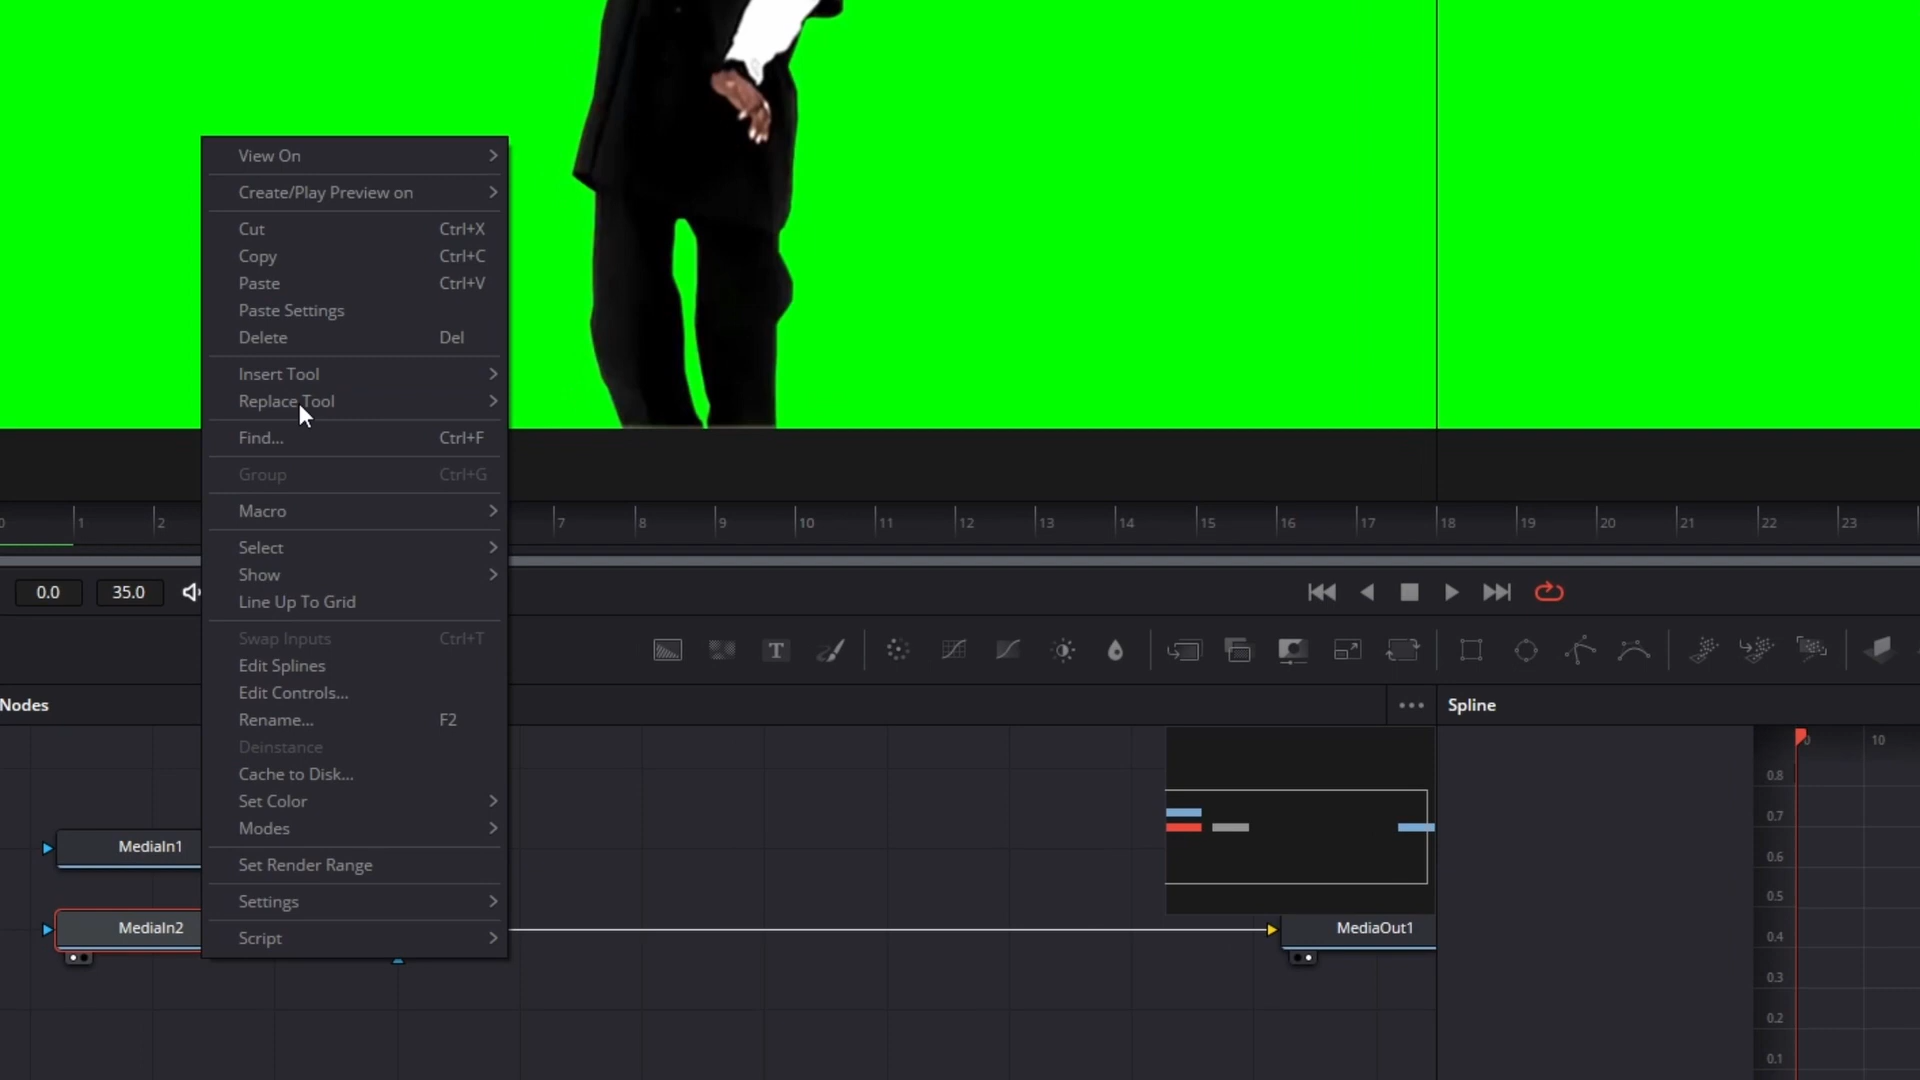 View On
Create/Play Preview on
Cut Ctrl+X
Copy Ctrl+C
Paste Ctrl+V
Paste Settings
Delete Del
Insert Tool
Replace Tool
Find... Ctrl+F
Group Ctrl+G
Macro
Select
Show
Line Up To Grid
Swap Inputs Ctrl+T
Edit Splines
Edit Controls...
Rename... F2
Deinstance
Cache to Disk...
Set Color
Modes
Set Render Range
Settings
Script
0 1 2 7 8 9 10 11 12 13 14 15 16 17 18 19 20 21 22 23
0.0 35.0
T
Nodes
Spline
0 10
0.8
0.7
0.6
0.5
0.4
0.3
0.2
0.1
MediaIn1
MediaIn2
MediaOut1